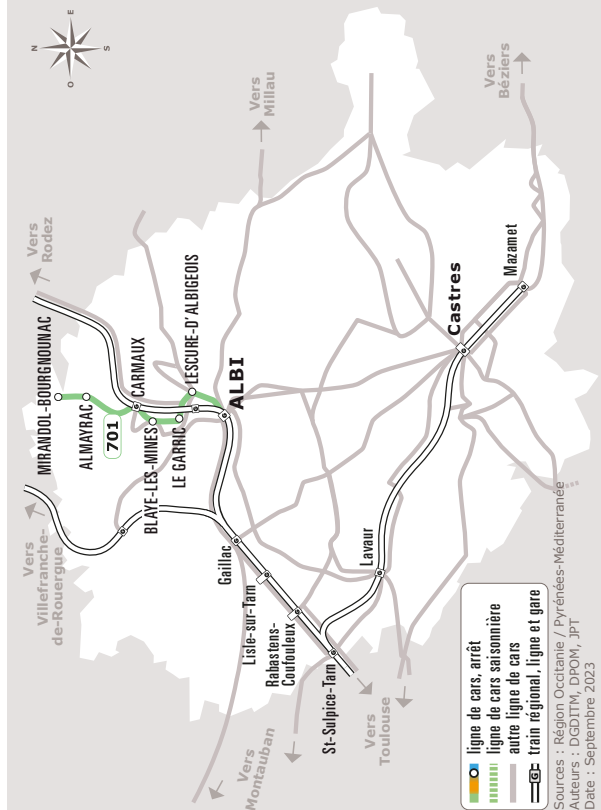 N
E
S
O
Vers
Rodez
Vers
Villefranche-
de-Rouergue
Vers
Millau
Vers
Béziers
Vers
Montauban
Vers
Toulouse
MIRANDOL-BOURGNOUNAC
ALMAYRAC
701
CARMAUX
BLAYE-LES-MINES
LE GARRIC
LESCURE-D'ALBIGEOIS
ALBI
Gaillac
Lisle-sur-Tarn
Rabastens-
Coufouleux
St-Sulpice-Tarn
Lavaur
Castres
Mazamet
ligne de cars, arrêt
ligne de cars saisonnière
autre ligne de cars
G
train régional, ligne et gare
Sources : Région Occitanie / Pyrénées-Méditerranée
Auteurs : DGDITM, DPOM, JPT
Date : Septembre 2023